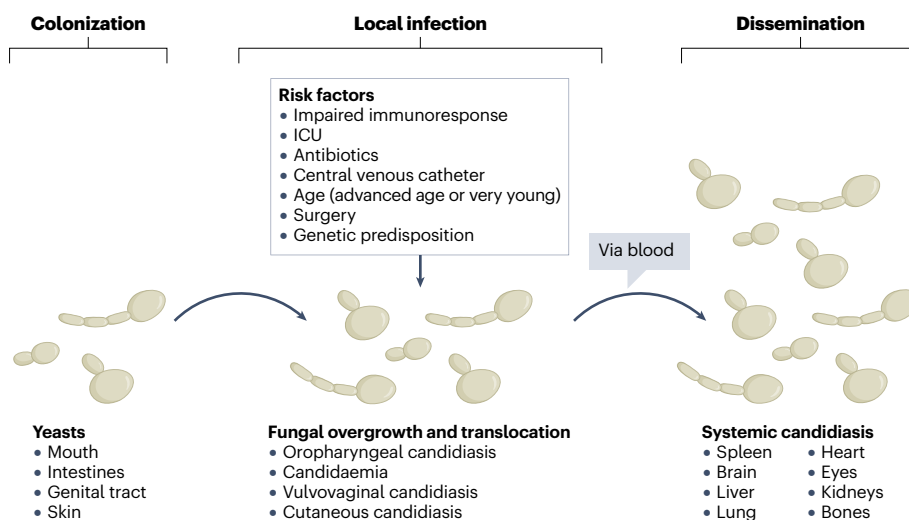 Colonization
Local infection
Dissemination
Risk factors
• Impaired immunoresponse
• ICU
• Antibiotics
• Central venous catheter
• Age (advanced age or very young)
• Surgery
• Genetic predisposition
Via blood
Yeasts
• Mouth
• Intestines
• Genital tract
• Skin
Fungal overgrowth and translocation
• Oropharyngeal candidiasis
• Candidaemia
• Vulvovaginal candidiasis
• Cutaneous candidiasis
Systemic candidiasis
• Spleen
• Brain
• Liver
• Lung
• Heart
• Eyes
• Kidneys
• Bones